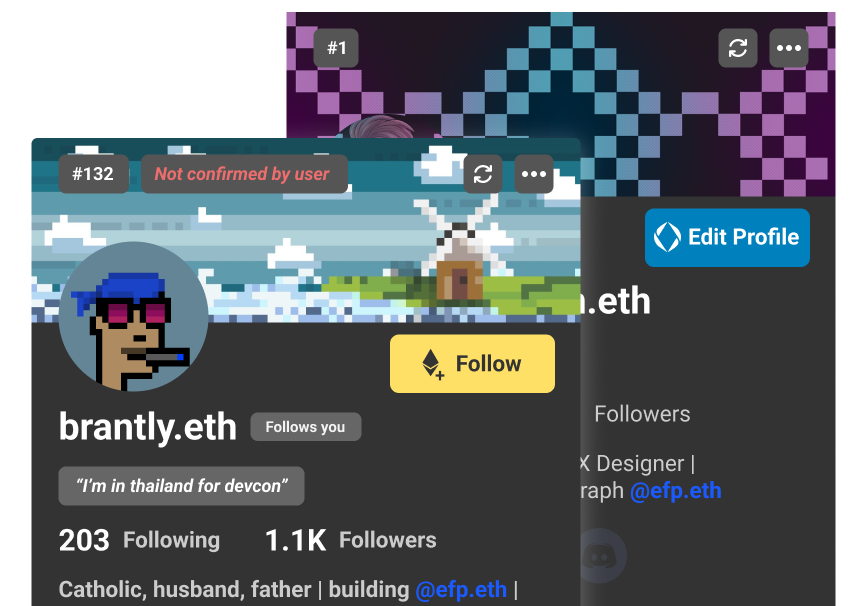 #1
#132 Not confirmed by user
Edit Profile
.eth
Follow
brantly.eth Follows you
Followers
“I’m in thailand for devcon”
X Designer |
raph @efp.eth
203 Following 1.1K Followers
Catholic, husband, father | building @efp.eth |